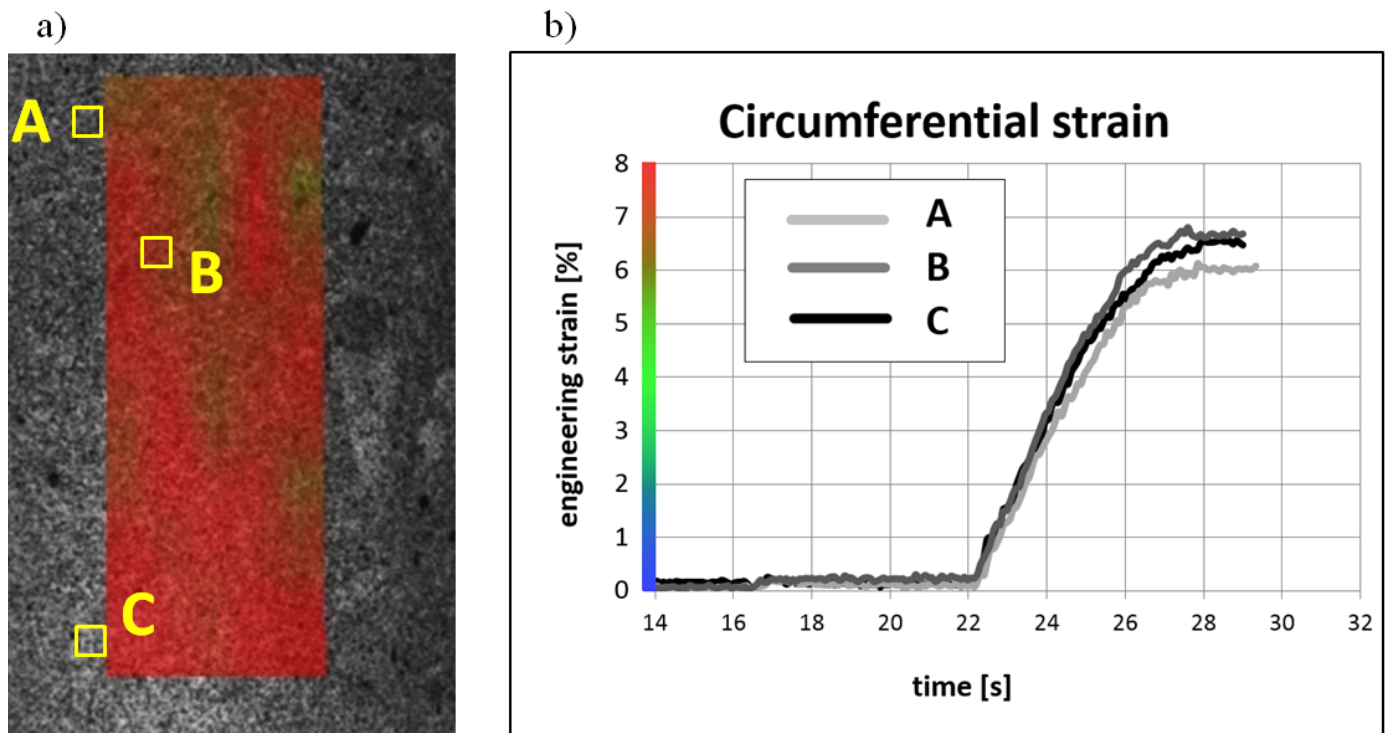 a)
A
B
C
b)
Circumferential strain
engineering strain [%]
8
7
6
5
4
3
2
1
0
A
B
C
14 16 18 20 22 24 26 28 30 32
time [s]